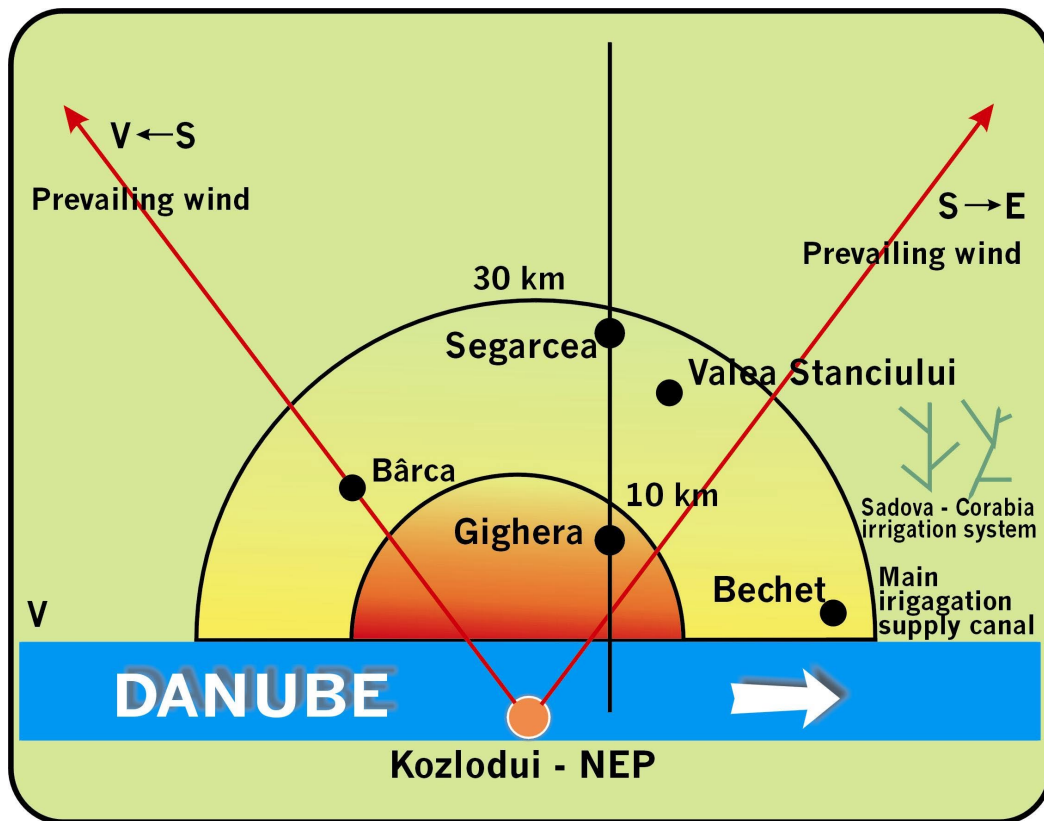 V←S
Prevailing wind
S→E
Prevailing wind
30 km
Segarcea
Valea Stanciului
Bârca
10 km
Gighera
Sadova - Corabia
irrigation system
Bechet
Main
irigagation
supply canal
V
DANUBE
Kozlodui - NEP